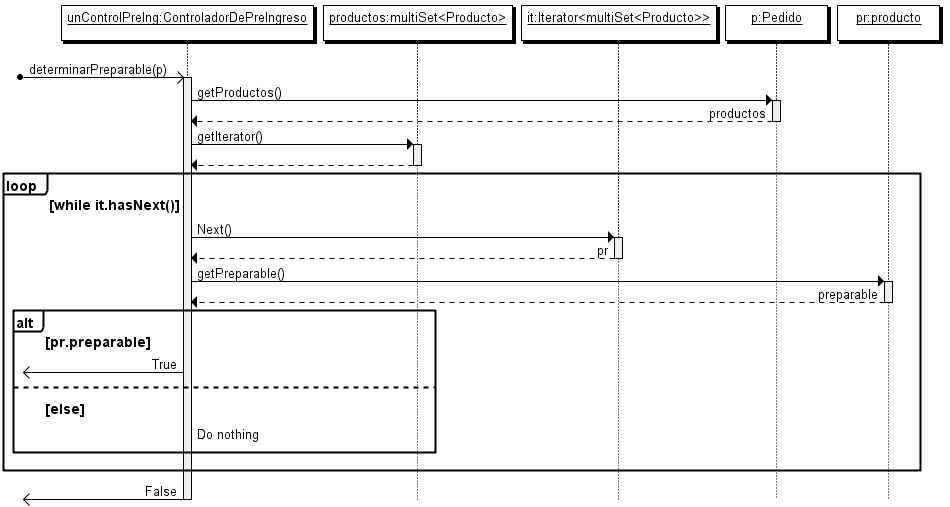 unControlPreIng:ControladorDePreIngreso
productos:multiSet<Producto>
it:Iterator<multiSet<Producto>>
p:Pedido
pr:producto
determinarPreparable(p)
getProductos()
productos
getIterator()
loop
[while it.hasNext()]
Next()
pr
getPreparable()
preparable
alt
[pr.preparable]
True
[else]
Do nothing
False